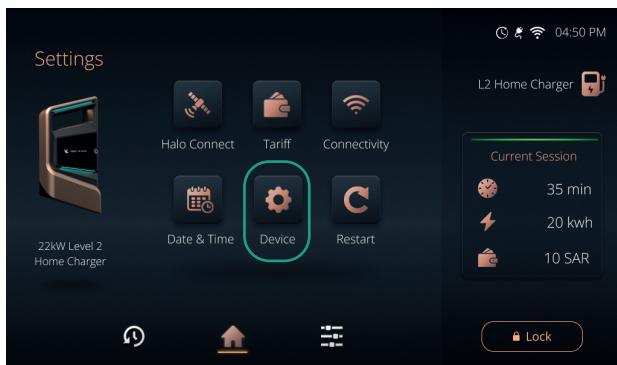 04:50 PM
Settings
L2 Home Charger
Halo Connect
Tariff
Connectivity
Current Session
35 min
20 kwh
10 SAR
Date & Time
Device
Restart
22kW Level 2
Home Charger
Lock